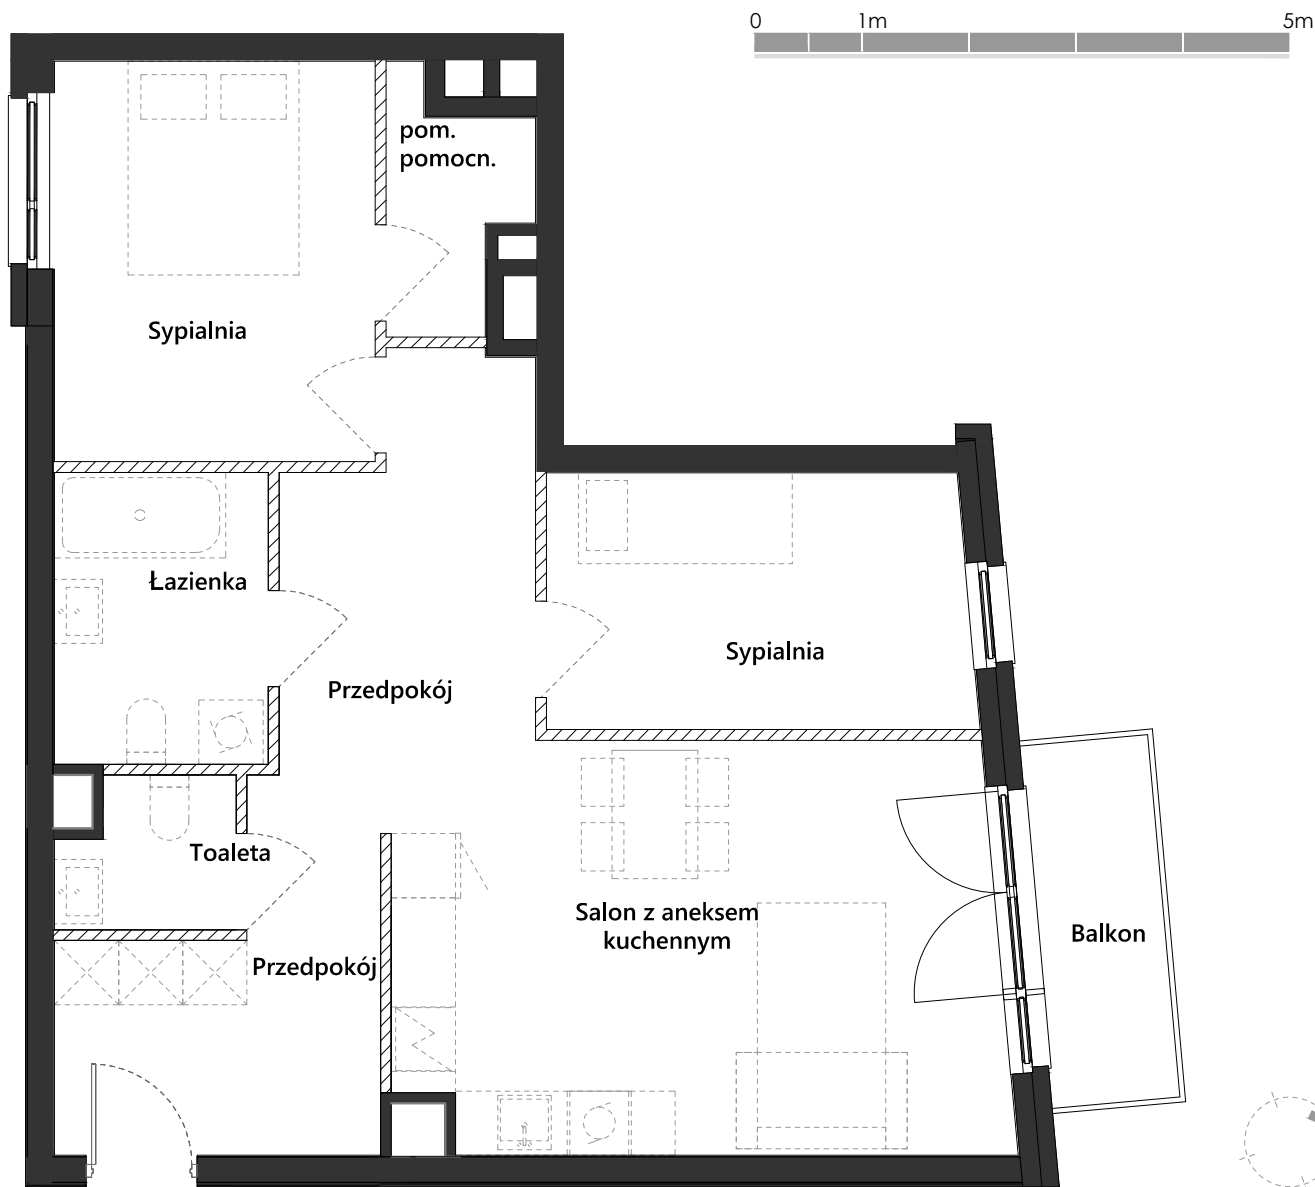 0 1m 5m
pom.
pomocn.
Sypialnia
Łazienka
Sypialnia
Przedpokój
Toaleta
Salon z aneksem
kuchennym
Balkon
Przedpokój